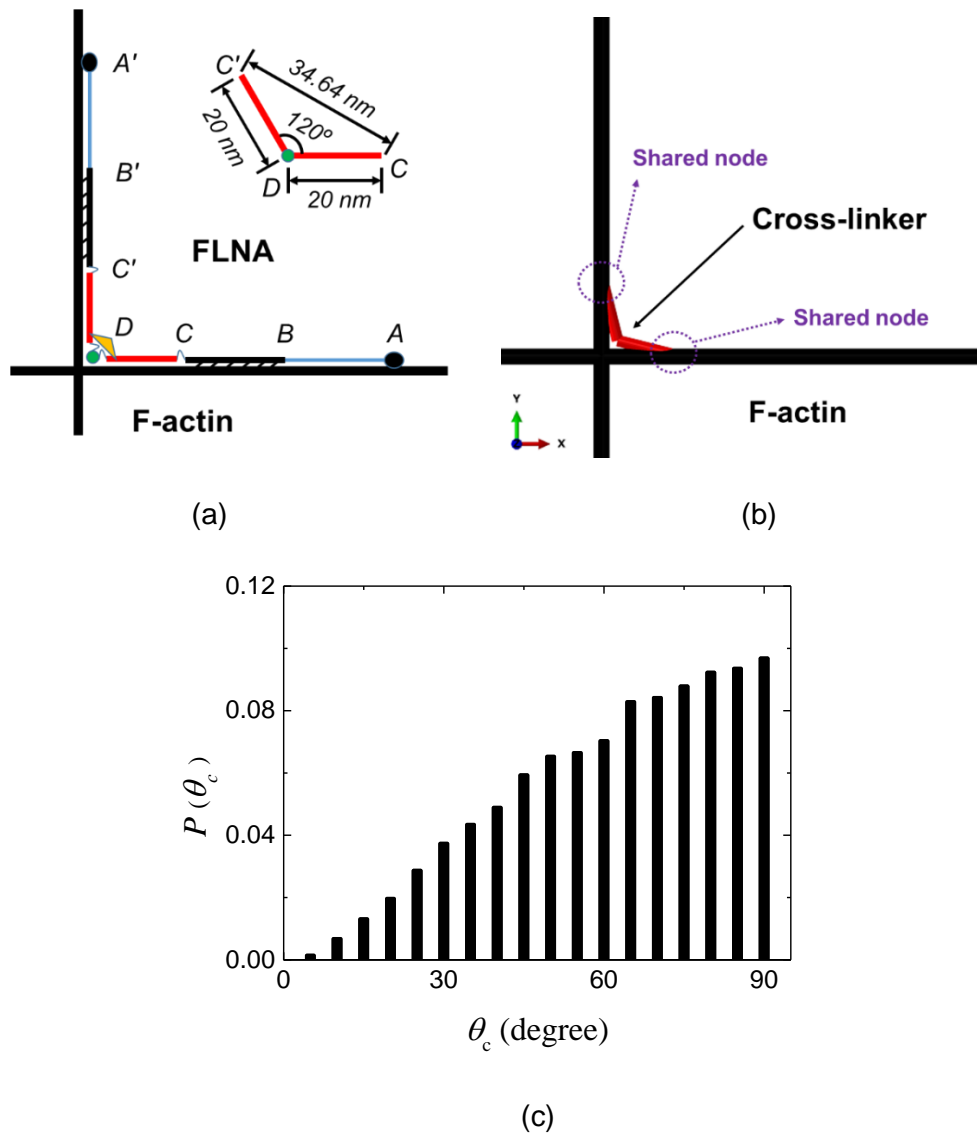 A'
C'
34.64 nm
120º
20 nm
D
C
20 nm
B'
FLNA
C'
D
C
B
A
F-actin
(a)
Shared node
Cross-linker
Shared node
Y
X
F-actin
(b)
0.12
0.08
0.04
0.00
P (θc)
0
30
60
90
θc (degree)
(c)